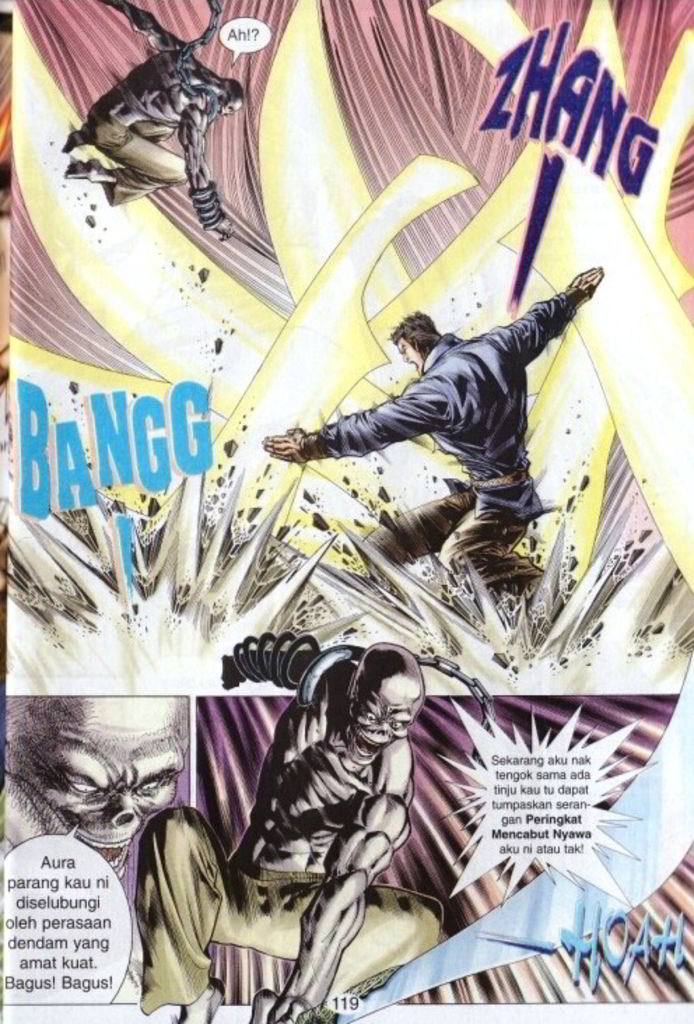 Ah!?
ZHANG
!
BANGG
!
Aura
parang kau ni
diselubungi
oleh perasaan
dendam yang
amat kuat.
Bagus! Bagus!
Sekarang aku nak
tengok sama ada
tinju kau tu dapat
tumpaskan seran-
gan Peringkat
Mencabut Nyawa
aku ni atau tak!
HOAH
119